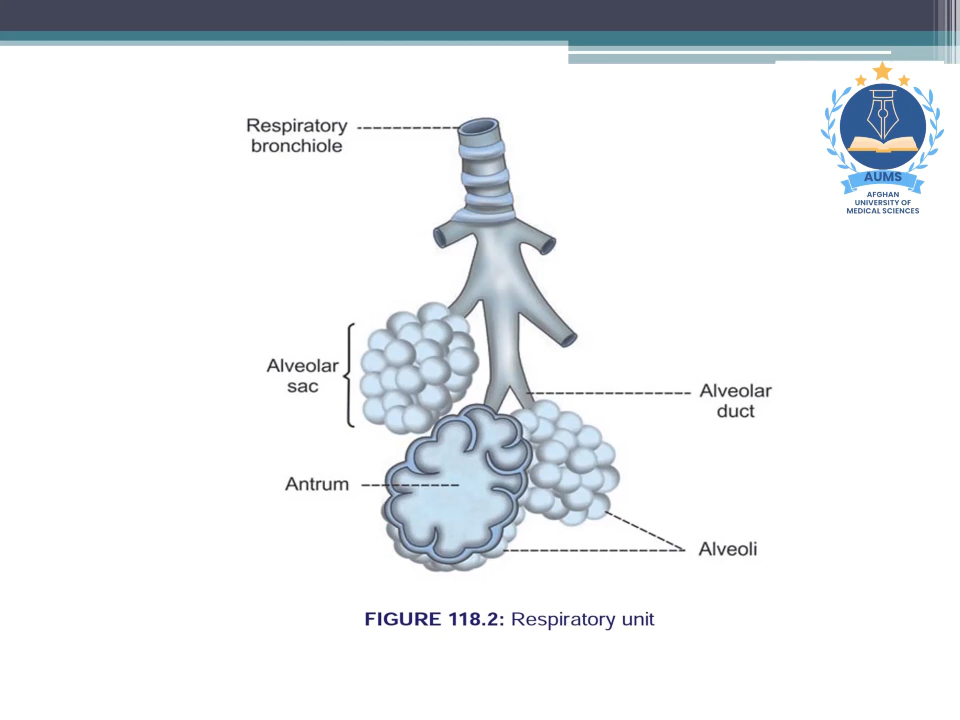 AUMS
AFGHAN
UNIVERSITY OF
MEDICAL SCIENCES
Respiratory
bronchiole
Alveolar
sac
Alveolar
duct
Antrum
Alveoli
FIGURE 118.2: Respiratory unit